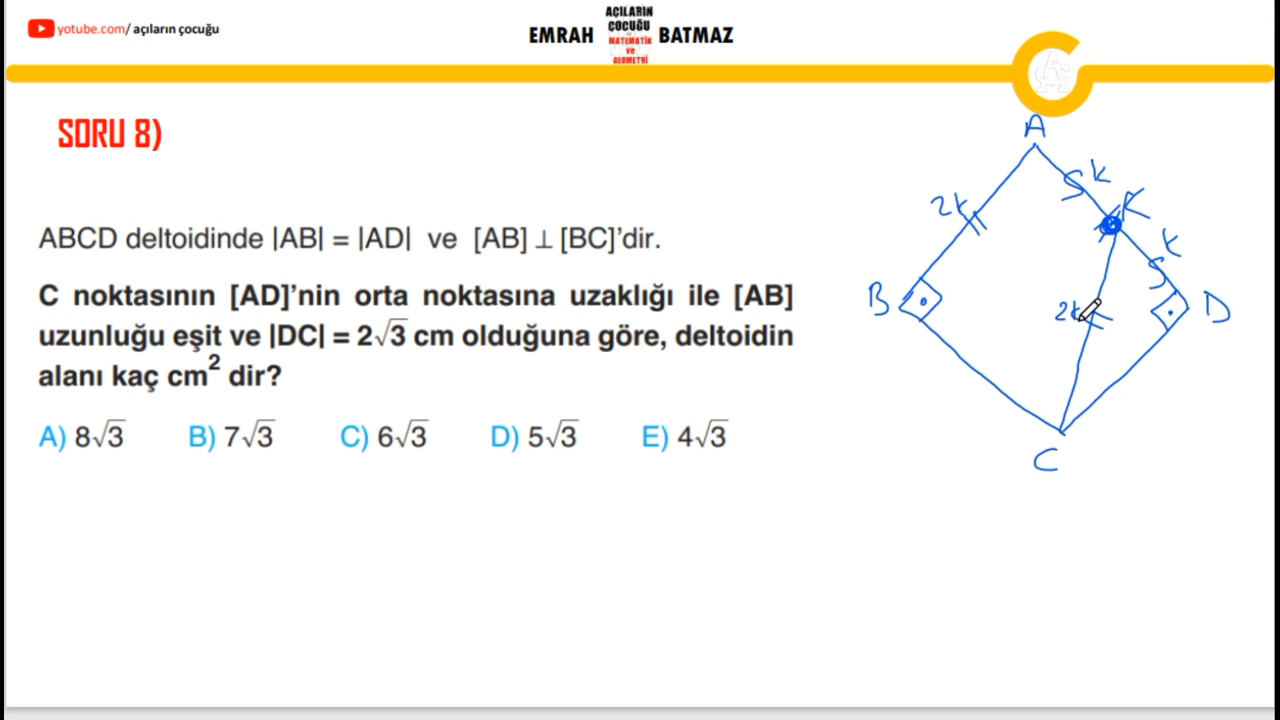 yotube.com/ açıların çocuğu
EMRAH
AÇILARIN
ÇOCUĞU
MATEMATİK
ve
GEOMETRİ
BATMAZ
SORU 8)
ABCD deltoidinde |AB| = |AD| ve [AB] ⊥ [BC]'dir.
C noktasının [AD]'nin orta noktasına uzaklığı ile [AB]
uzunluğu eşit ve |DC| = 2√3 cm olduğuna göre, deltoidin
alanı kaç cm² dir?
A) 8√3 B) 7√3 C) 6√3 D) 5√3 E) 4√3
A
k
2k
K
k
B
2k
D
C